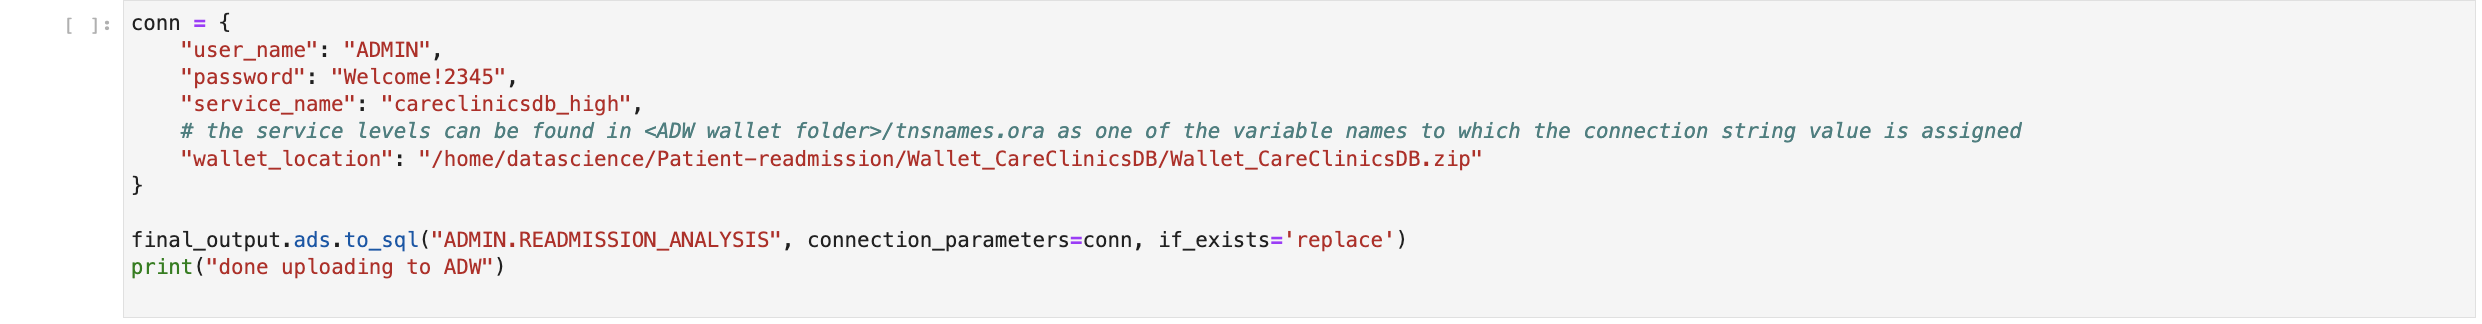 [ ]: conn = {
    "user_name": "ADMIN",
    "password": "Welcome!2345",
    "service_name": "careclinicsdb_high",
    # the service levels can be found in <ADW wallet folder>/tnsnames.ora as one of the variable names to which the connection string value is assigned
    "wallet_location": "/home/datascience/Patient-readmission/Wallet_CareClinicsDB/Wallet_CareClinicsDB.zip"
}
final_output.ads.to_sql("ADMIN.READMISSION_ANALYSIS", connection_parameters=conn, if_exists='replace')
print("done uploading to ADW")